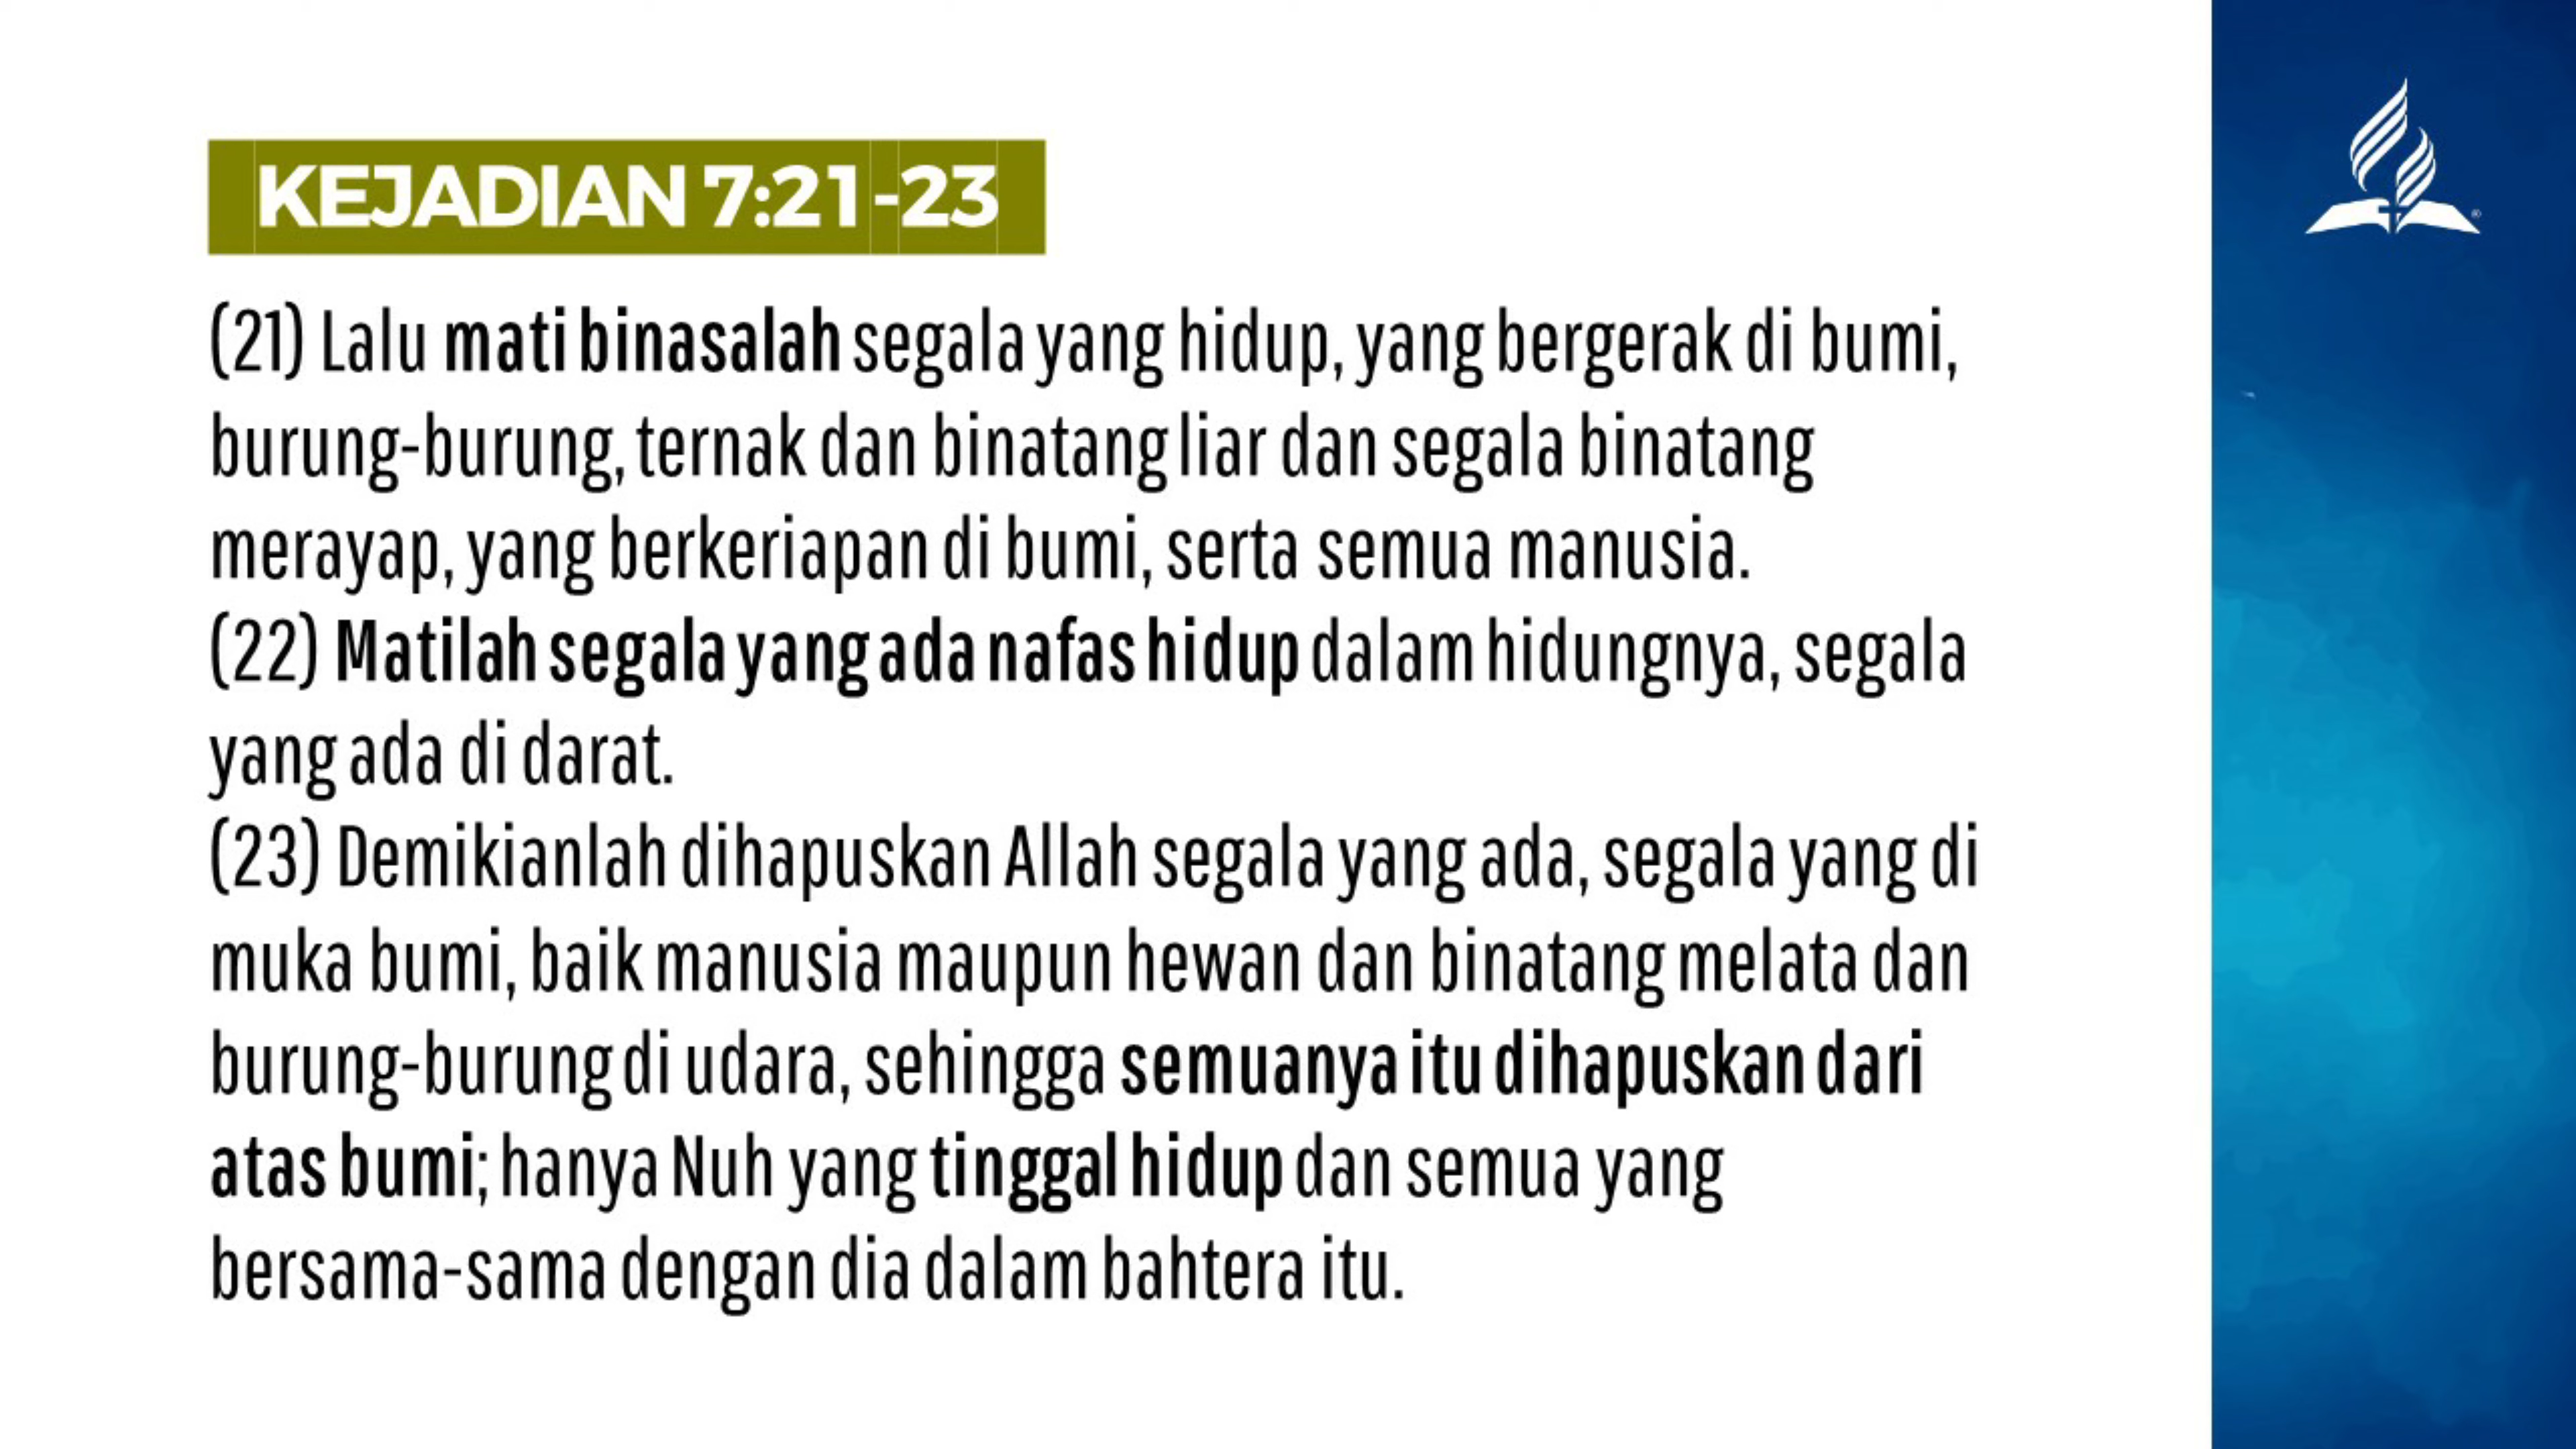 KEJADIAN 7:21-23
(21) Lalu mati binasalah segala yang hidup, yang bergerak di bumi,
burung-burung, ternak dan binatang liar dan segala binatang
merayap, yang berkeriapan di bumi, serta semua manusia.
(22) Matilah segala yang ada nafas hidup dalam hidungnya, segala
yang ada di darat.
(23) Demikianlah dihapuskan Allah segala yang ada, segala yang di
muka bumi, baik manusia maupun hewan dan binatang melata dan
burung-burung di udara, sehingga semuanya itu dihapuskan dari
atas bumi; hanya Nuh yang tinggal hidup dan semua yang
bersama-sama dengan dia dalam bahtera itu.